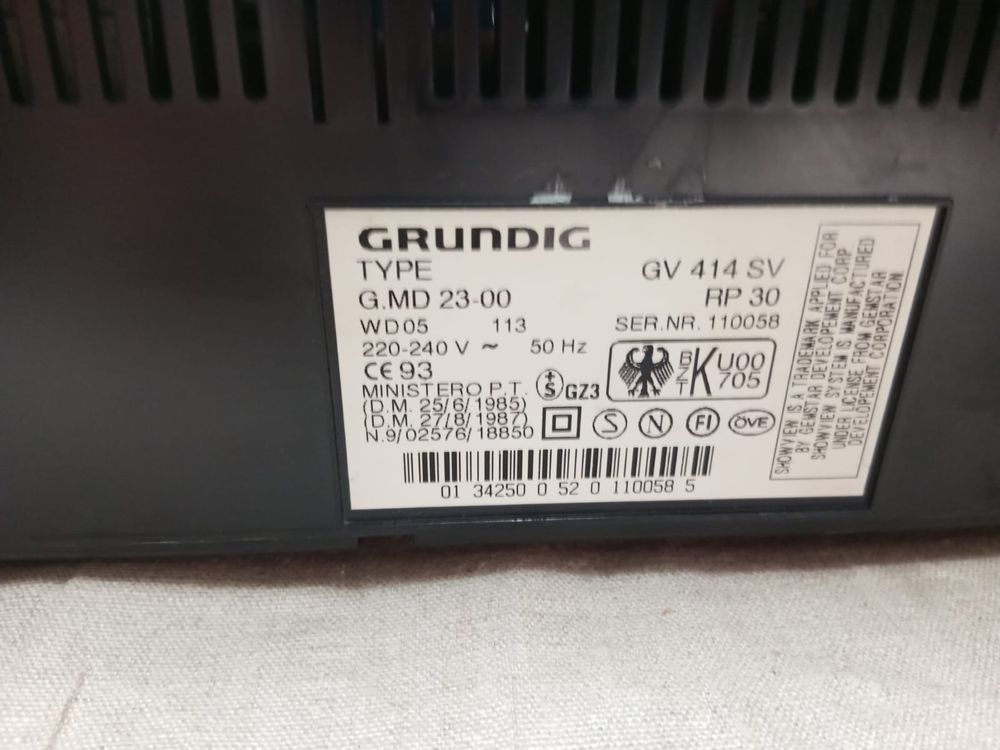 GRUNDIG
TYPE GV 414 SV
G.MD 23-00 RP 30
WD05 113 SER.NR. 110058
220-240 V ~ 50 Hz
CE 93
MINISTERO P.T.
(D.M. 25/6/1985)
(D.M. 27/8/1987)
N.9/02576/18850
+
S GZ3
BZT K U00
705
S N FI ÖVE
01 34250 0 52 0 110058 5
SHOWVIEW IS A TRADEMARK APPLIED FOR
BY GEMSTAR DEVELOPEMENT CORP
SHOWVIEW SYSTEM IS MANUFACTURED
UNDER LICENSE FROM GEMSTAR
DEVELOPEMENT CORPORATION